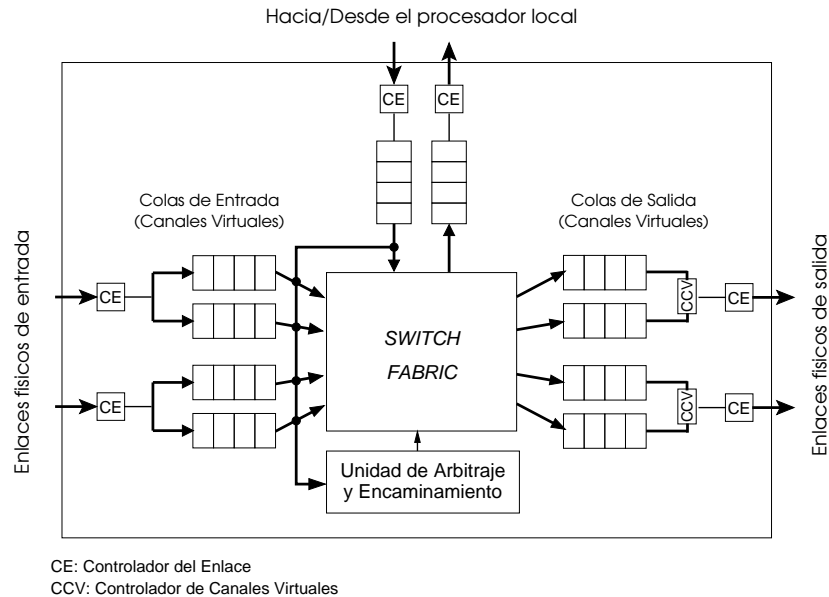 Hacia/Desde el procesador local
CE
CE
Colas de Entrada
(Canales Virtuales)
Colas de Salida
(Canales Virtuales)
Enlaces físicos de entrada
CE
CE
SWITCH
FABRIC
CCV
CE
CCV
CE
Enlaces físicos de salida
Unidad de Arbitraje
y Encaminamiento
CE: Controlador del Enlace
CCV: Controlador de Canales Virtuales